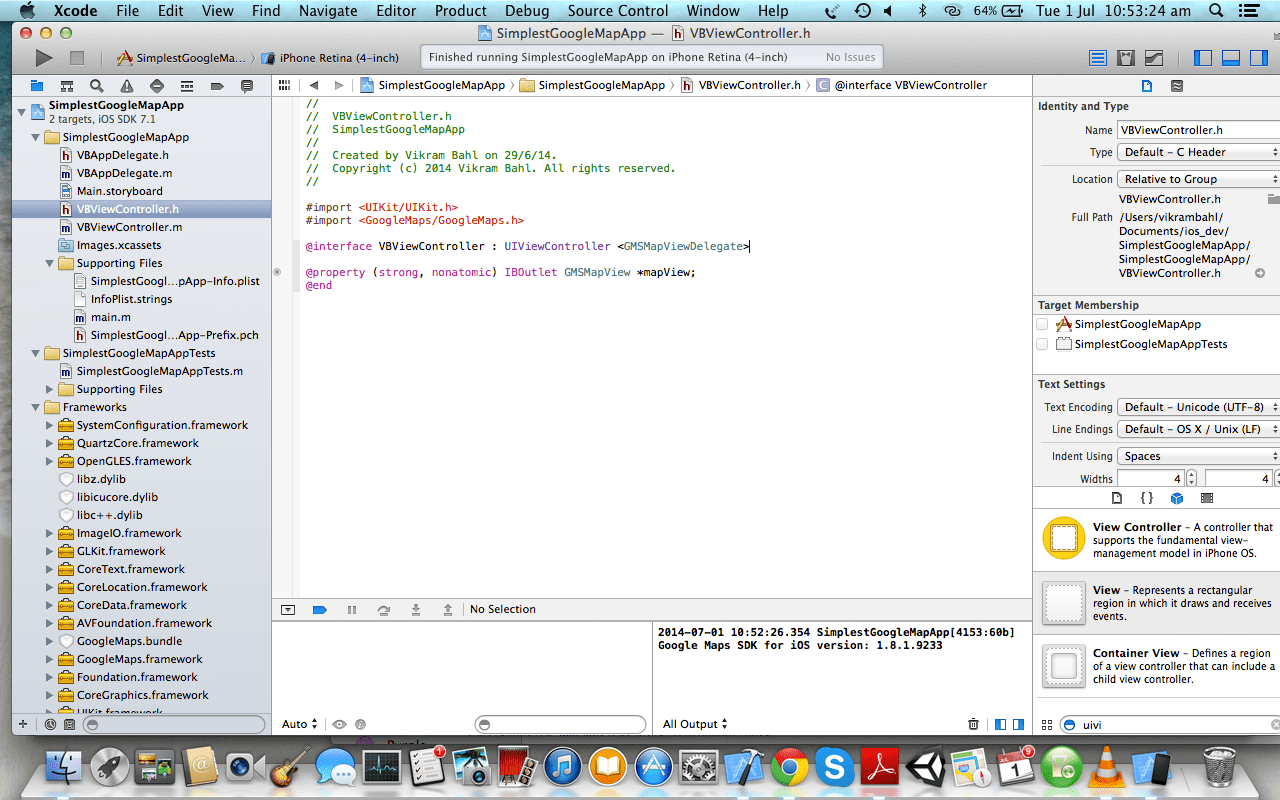 Xcode File Edit View Find Navigate Editor Product Debug Source Control Window Help 64% Tue 1 Jul 10:53:24 am
SimplestGoogleMapApp — VBViewController.h
SimplestGoogleMa... iPhone Retina (4-inch)
Finished running SimplestGoogleMapApp on iPhone Retina (4-inch) No Issues
SimplestGoogleMapApp
2 targets, iOS SDK 7.1
SimplestGoogleMapApp
VBAppDelegate.h
VBAppDelegate.m
Main.storyboard
VBViewController.h
VBViewController.m
Images.xcassets
Supporting Files
SimplestGoogl...pApp-Info.plist
InfoPlist.strings
main.m
SimplestGoogl...App-Prefix.pch
SimplestGoogleMapAppTests
SimplestGoogleMapAppTests.m
Supporting Files
Frameworks
SystemConfiguration.framework
QuartzCore.framework
OpenGLES.framework
libz.dylib
libicucore.dylib
libc++.dylib
ImageIO.framework
GLKit.framework
CoreText.framework
CoreLocation.framework
CoreData.framework
AVFoundation.framework
GoogleMaps.bundle
GoogleMaps.framework
Foundation.framework
CoreGraphics.framework
UIKit.framework
SimplestGoogleMapApp SimplestGoogleMapApp VBViewController.h @interface VBViewController
//
// VBViewController.h
// SimplestGoogleMapApp
//
// Created by Vikram Bahl on 29/6/14.
// Copyright (c) 2014 Vikram Bahl. All rights reserved.
//
#import <UIKit/UIKit.h>
#import <GoogleMaps/GoogleMaps.h>
@interface VBViewController : UIViewController <GMSMapViewDelegate>
@property (strong, nonatomic) IBOutlet GMSMapView *mapView;
@end
No Selection
2014-07-01 10:52:26.354 SimplestGoogleMapApp[4153:60b]
Google Maps SDK for iOS version: 1.8.1.9233
Auto
All Output
Identity and Type
Name VBViewController.h
Type Default - C Header
Location Relative to Group
VBViewController.h
Full Path /Users/vikrambahl/
Documents/ios_dev/
SimplestGoogleMapApp/
SimplestGoogleMapApp/
VBViewController.h
Target Membership
SimplestGoogleMapApp
SimplestGoogleMapAppTests
Text Settings
Text Encoding Default - Unicode (UTF-8)
Line Endings Default - OS X / Unix (LF)
Indent Using Spaces
Widths 4 4
View Controller - A controller that
supports the fundamental view-
management model in iPhone OS.
View - Represents a rectangular
region in which it draws and receives
events.
Container View - Defines a region
of a view controller that can include a
child view controller.
uivi
1
JUL
1
9